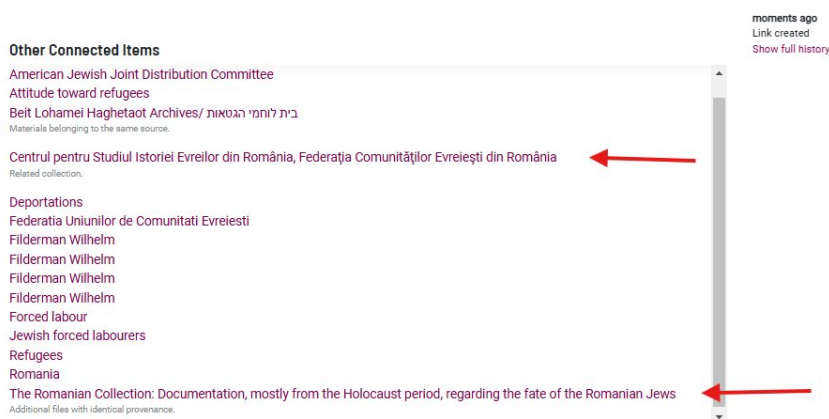 moments ago
Link created
Show full history
Other Connected Items
American Jewish Joint Distribution Committee
Attitude toward refugees
Beit Lohamei Haghetaot Archives/ בית לוחמי הגטאות
Materials belonging to the same source.
Centrul pentru Studiul Istoriei Evreilor din România, Federaţia Comunităţilor Evreieşti din România
Related collection.
Deportations
Federatia Uniunilor de Comunitati Evreiesti
Filderman Wilhelm
Filderman Wilhelm
Filderman Wilhelm
Filderman Wilhelm
Forced labour
Jewish forced labourers
Refugees
Romania
The Romanian Collection: Documentation, mostly from the Holocaust period, regarding the fate of the Romanian Jews
Additional files with identical provenance.